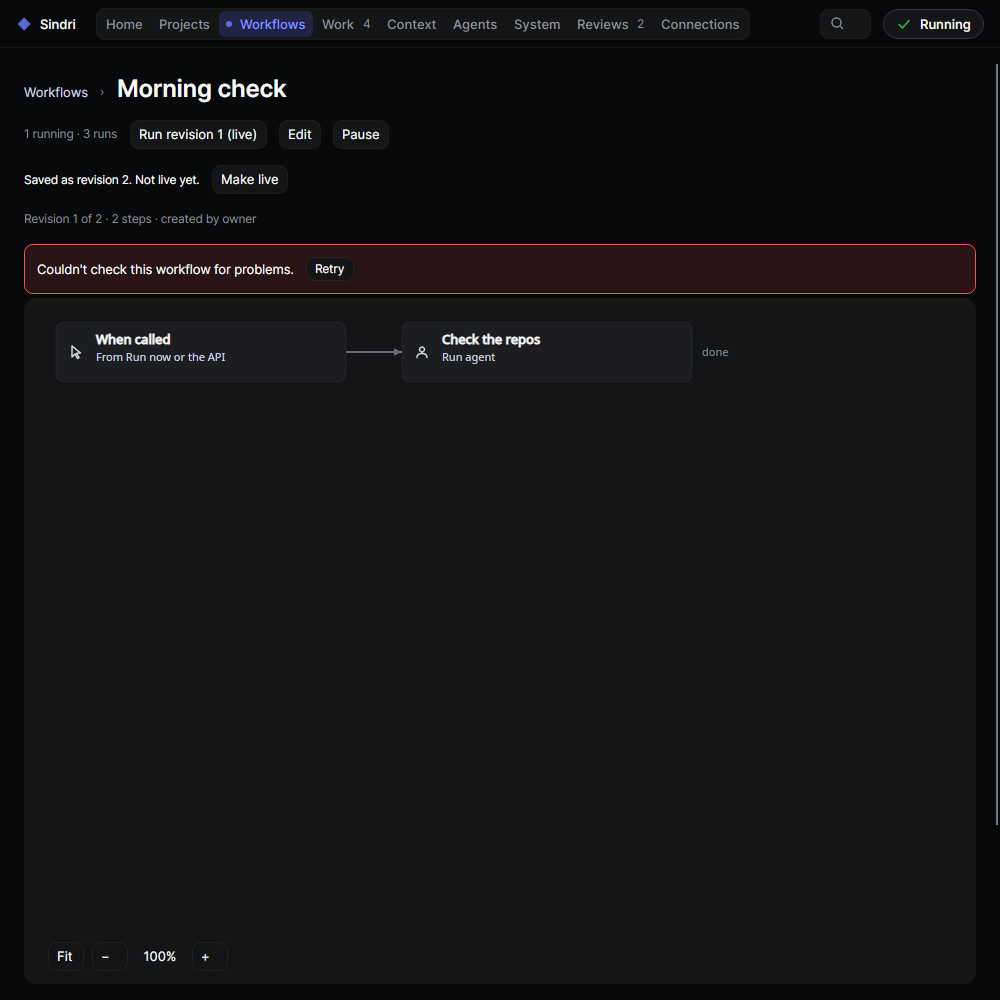 Sindri Home Projects Workflows Work 4 Context Agents System Reviews 2 Connections Running
Workflows › Morning check
1 running · 3 runs Run revision 1 (live) Edit Pause
Saved as revision 2. Not live yet. Make live
Revision 1 of 2 · 2 steps · created by owner
Couldn't check this workflow for problems. Retry
When called
From Run now or the API
Check the repos
Run agent
done
Fit – 100% +